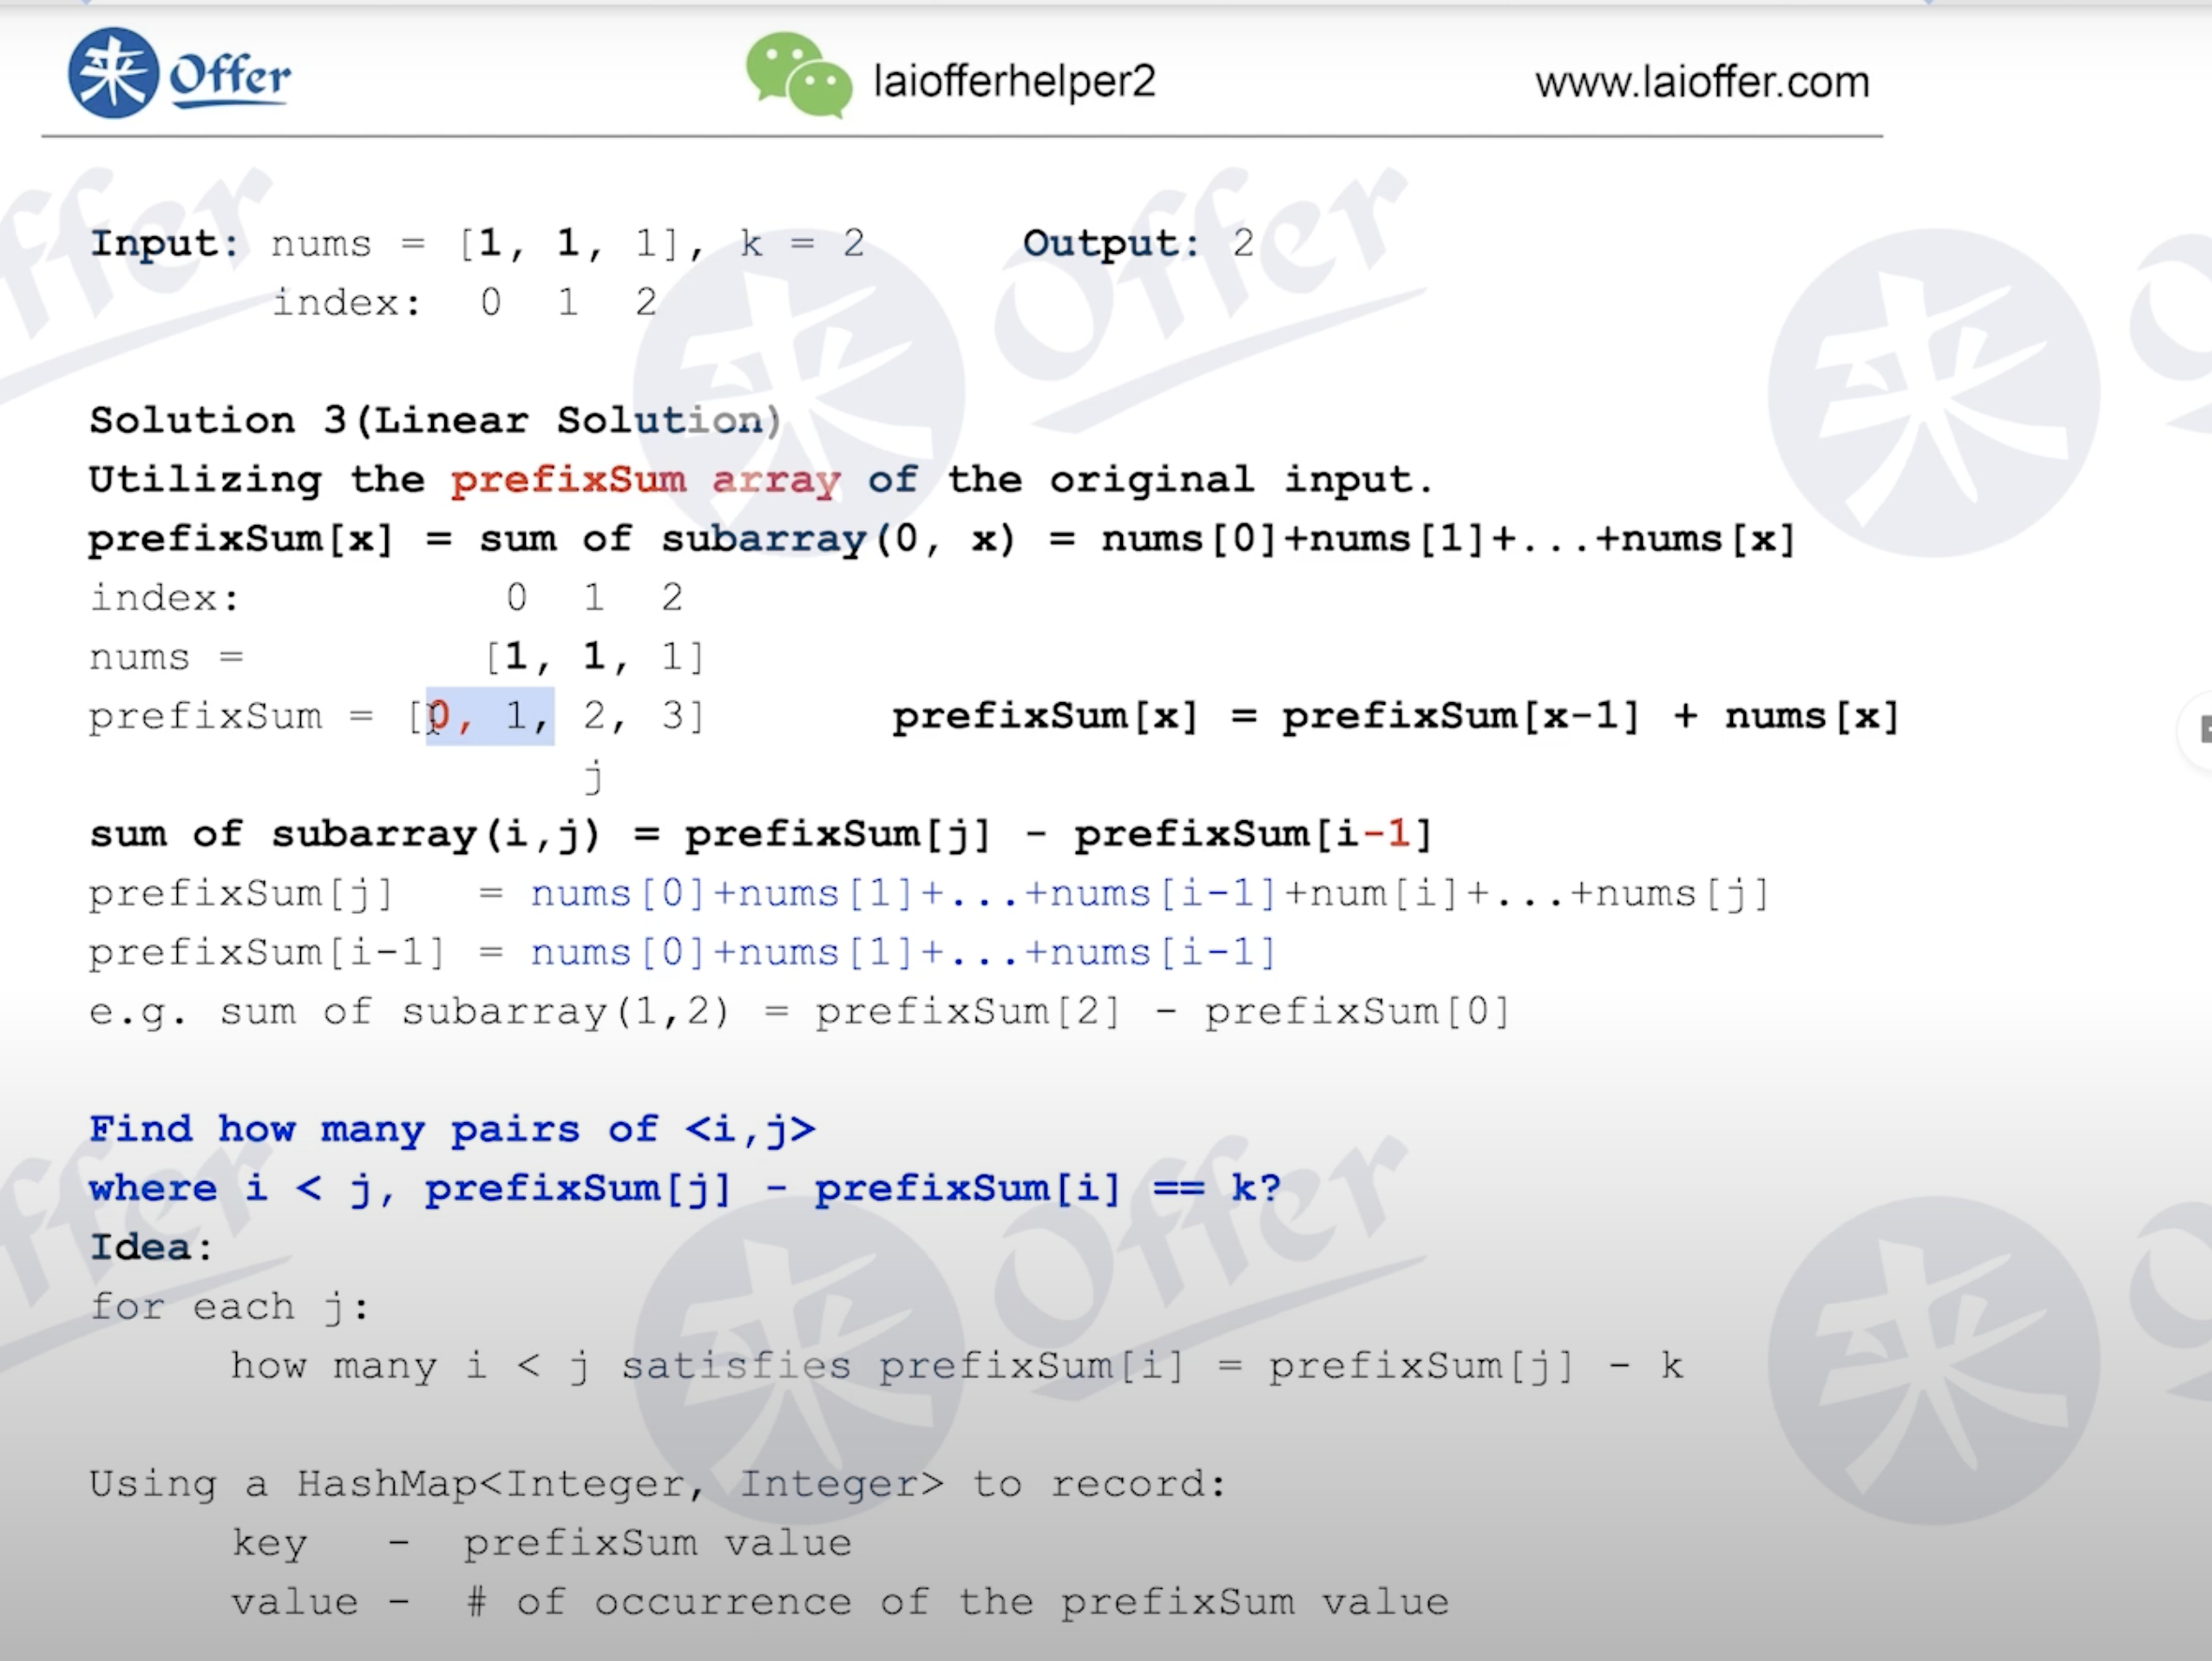 来 Offer laiofferhelper2 www.laioffer.com
Input: nums = [1, 1, 1], k = 2 Output: 2
index: 0 1 2
Solution 3(Linear Solution)
Utilizing the prefixSum array of the original input.
prefixSum[x] = sum of subarray(0, x) = nums[0]+nums[1]+...+nums[x]
index: 0 1 2
nums = [1, 1, 1]
prefixSum = [0, 1, 2, 3] prefixSum[x] = prefixSum[x-1] + nums[x]
j
sum of subarray(i,j) = prefixSum[j] - prefixSum[i-1]
prefixSum[j] = nums[0]+nums[1]+...+nums[i-1]+num[i]+...+nums[j]
prefixSum[i-1] = nums[0]+nums[1]+...+nums[i-1]
e.g. sum of subarray(1,2) = prefixSum[2] - prefixSum[0]
Find how many pairs of <i,j>
where i < j, prefixSum[j] - prefixSum[i] == k?
Idea:
for each j:
how many i < j satisfies prefixSum[i] = prefixSum[j] - k
Using a HashMap<Integer, Integer> to record:
key - prefixSum value
value - # of occurrence of the prefixSum value